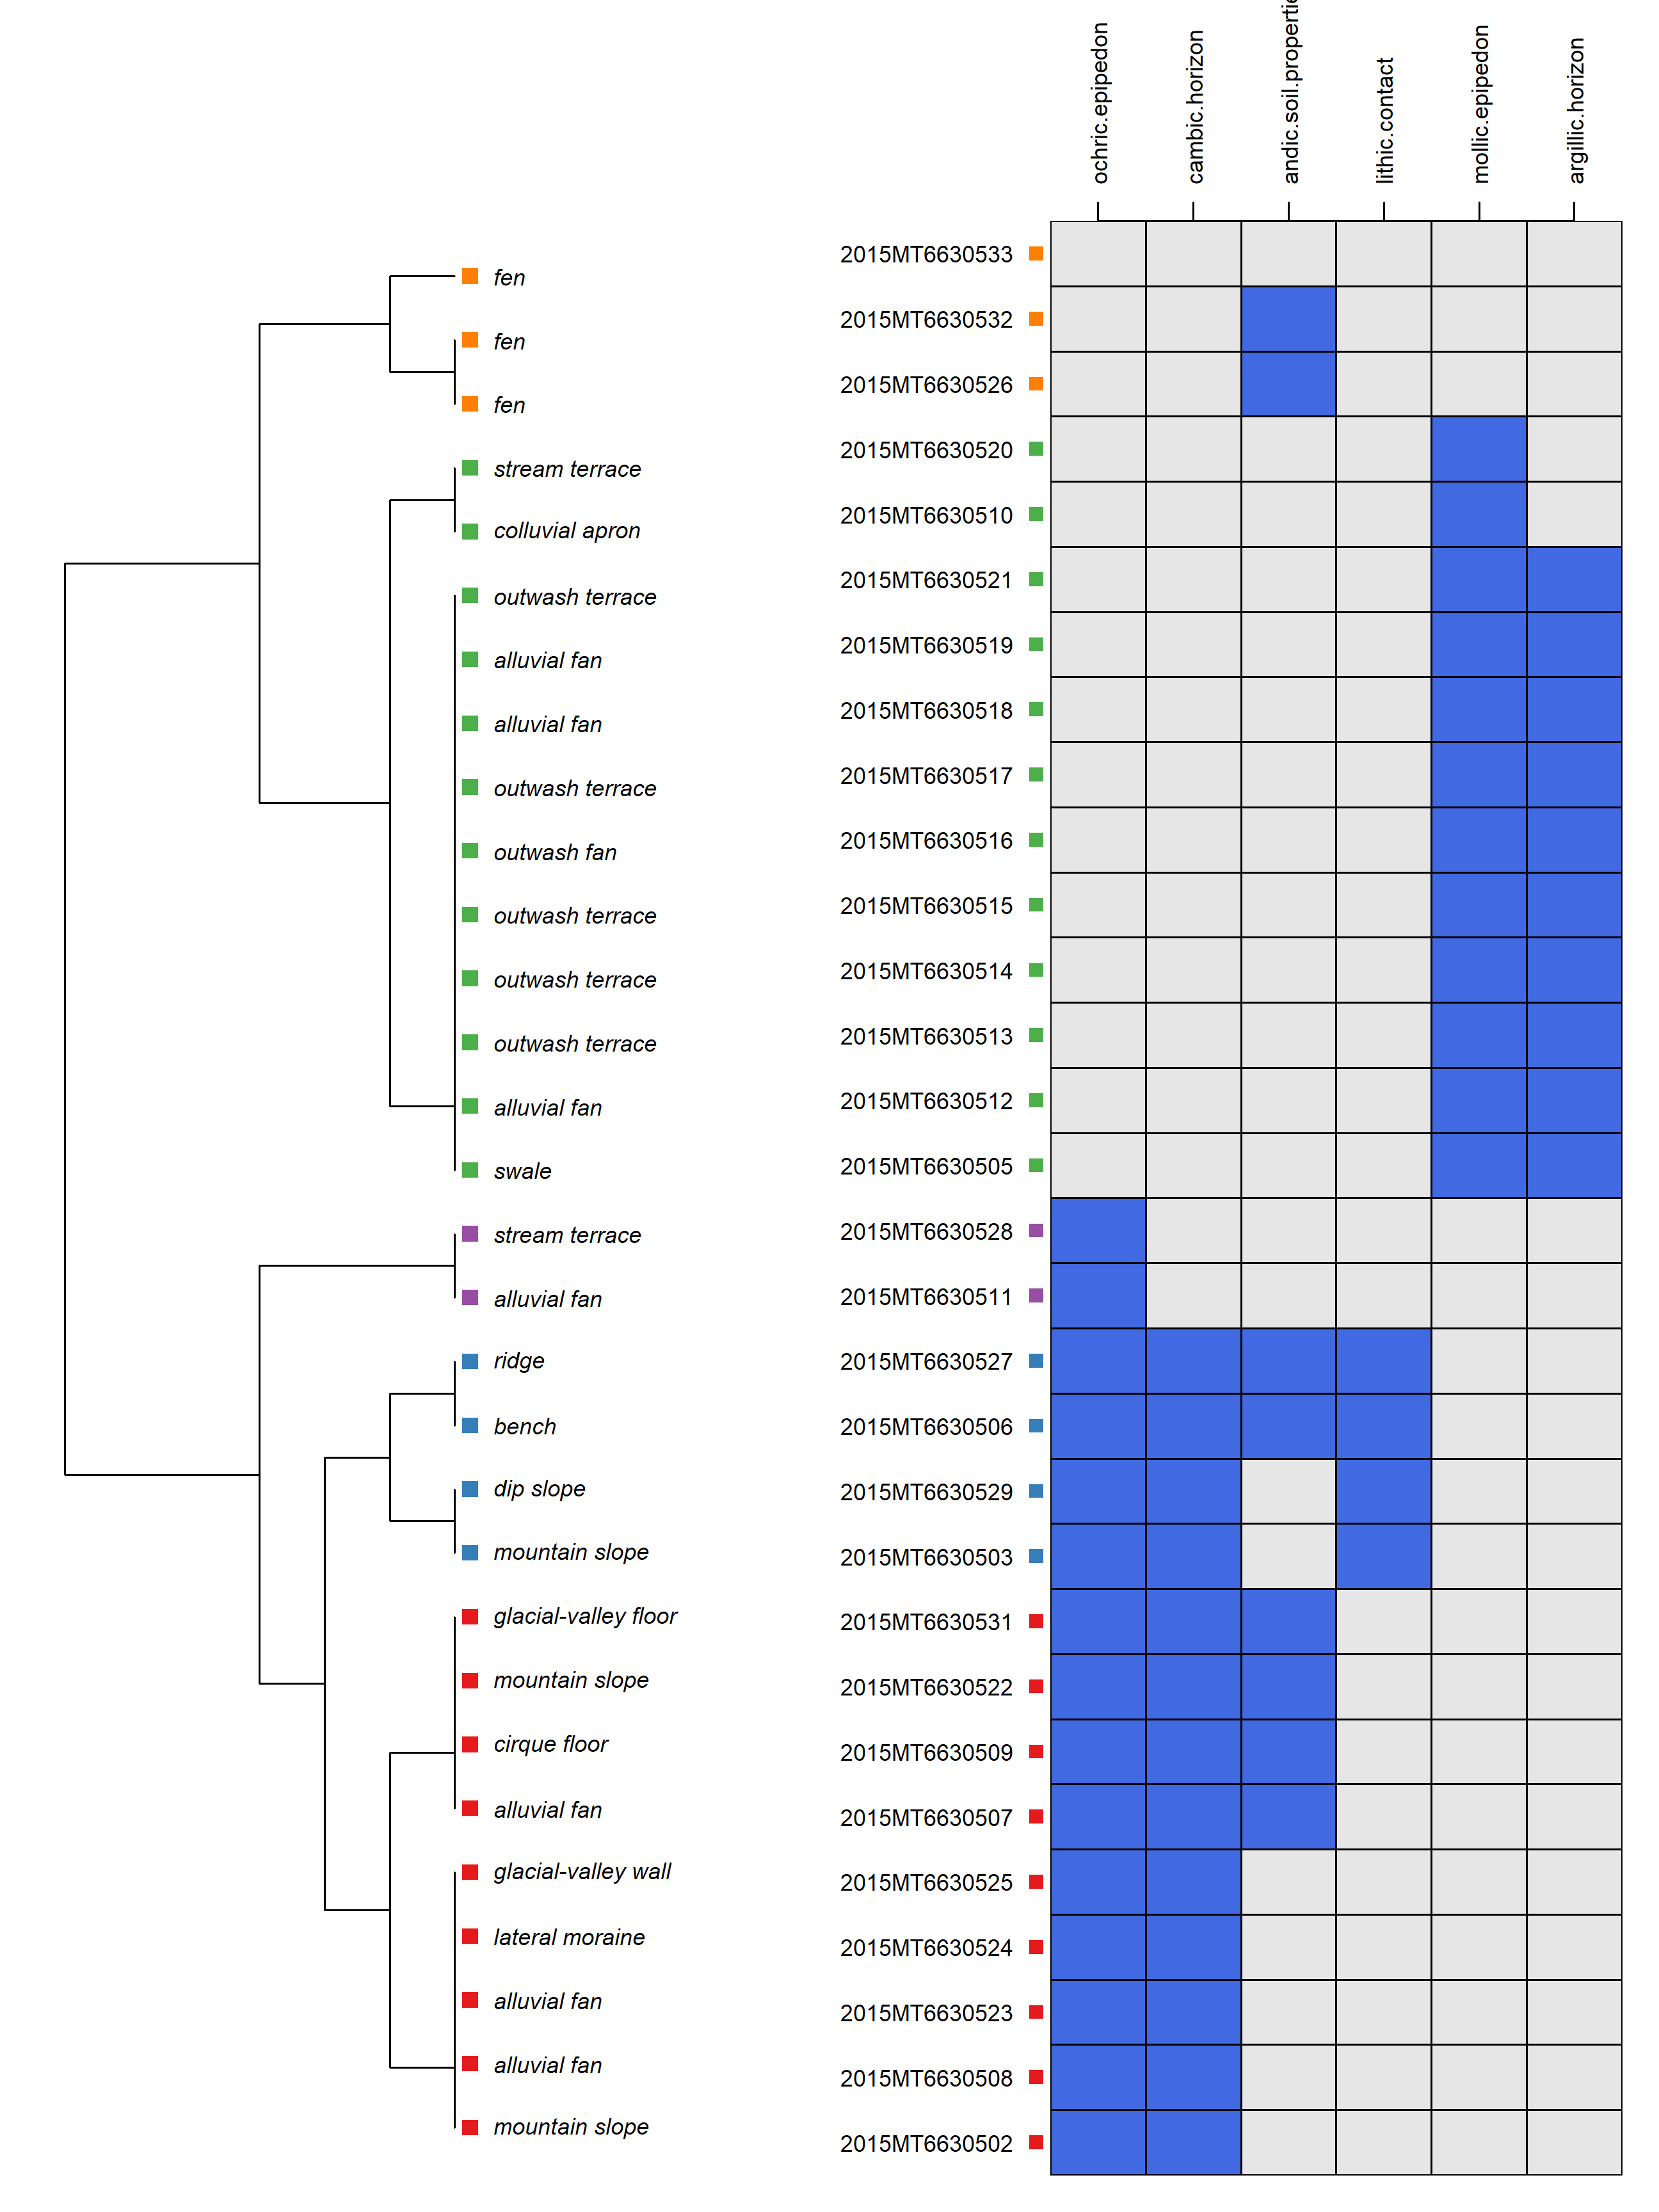 ochric.epipedon
cambic.horizon
andic.soil.propertie
lithic.contact
mollic.epipedon
argillic.horizon
fen
fen
fen
stream terrace
colluvial apron
outwash terrace
alluvial fan
alluvial fan
outwash terrace
outwash fan
outwash terrace
outwash terrace
outwash terrace
alluvial fan
swale
stream terrace
alluvial fan
ridge
bench
dip slope
mountain slope
glacial-valley floor
mountain slope
cirque floor
alluvial fan
glacial-valley wall
lateral moraine
alluvial fan
alluvial fan
mountain slope
2015MT6630533
2015MT6630532
2015MT6630526
2015MT6630520
2015MT6630510
2015MT6630521
2015MT6630519
2015MT6630518
2015MT6630517
2015MT6630516
2015MT6630515
2015MT6630514
2015MT6630513
2015MT6630512
2015MT6630505
2015MT6630528
2015MT6630511
2015MT6630527
2015MT6630506
2015MT6630529
2015MT6630503
2015MT6630531
2015MT6630522
2015MT6630509
2015MT6630507
2015MT6630525
2015MT6630524
2015MT6630523
2015MT6630508
2015MT6630502